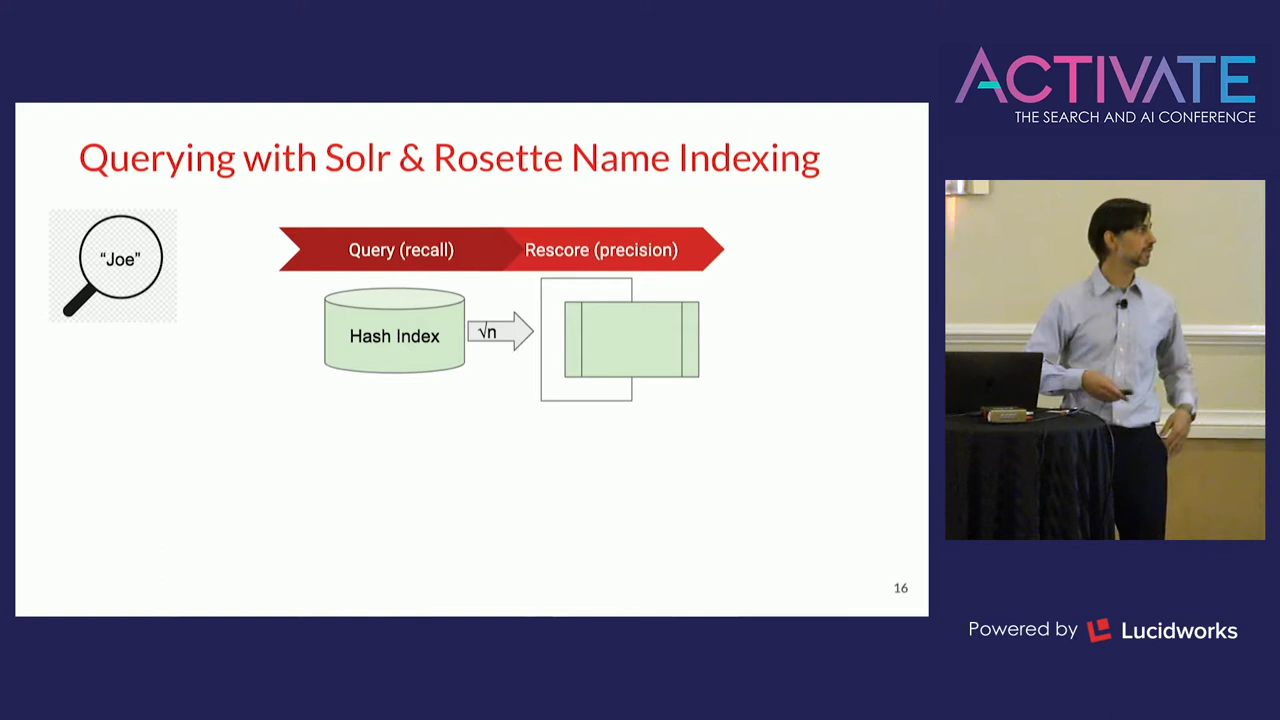 ACTIVATE
THE SEARCH AND AI CONFERENCE
Querying with Solr & Rosette Name Indexing
“Joe”
Query (recall)
Rescore (precision)
Hash Index
√n
16
Powered by Lucidworks